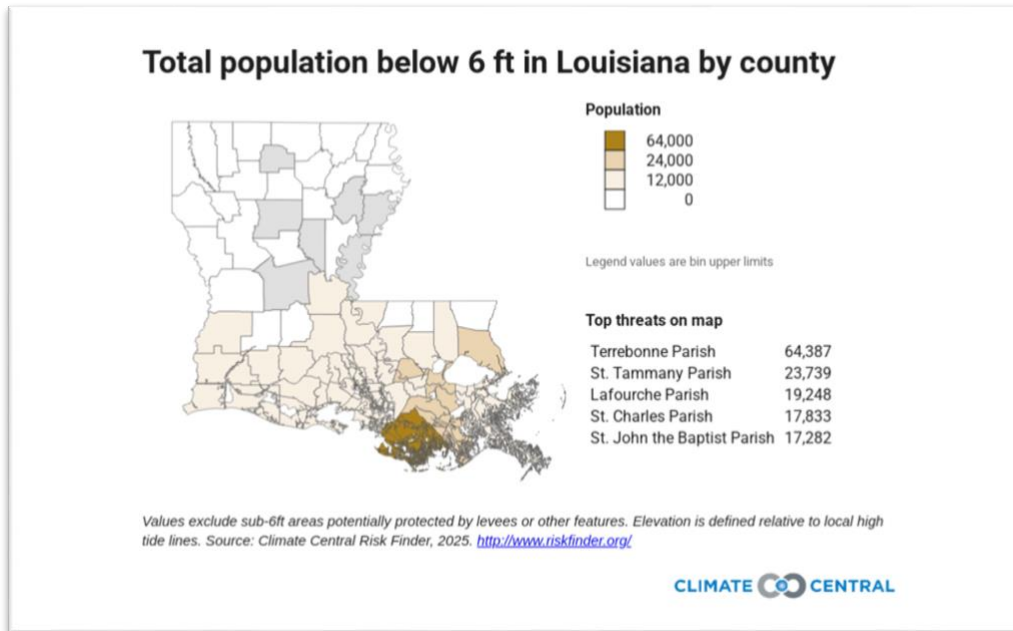 Total population below 6 ft in Louisiana by county
Population
64,000
24,000
12,000
0
Legend values are bin upper limits
Top threats on map
Terrebonne Parish 64,387
St. Tammany Parish 23,739
Lafourche Parish 19,248
St. Charles Parish 17,833
St. John the Baptist Parish 17,282
Values exclude sub-6ft areas potentially protected by levees or other features. Elevation is defined relative to local high
tide lines. Source: Climate Central Risk Finder, 2025. http://www.riskfinder.org/
CLIMATE CENTRAL